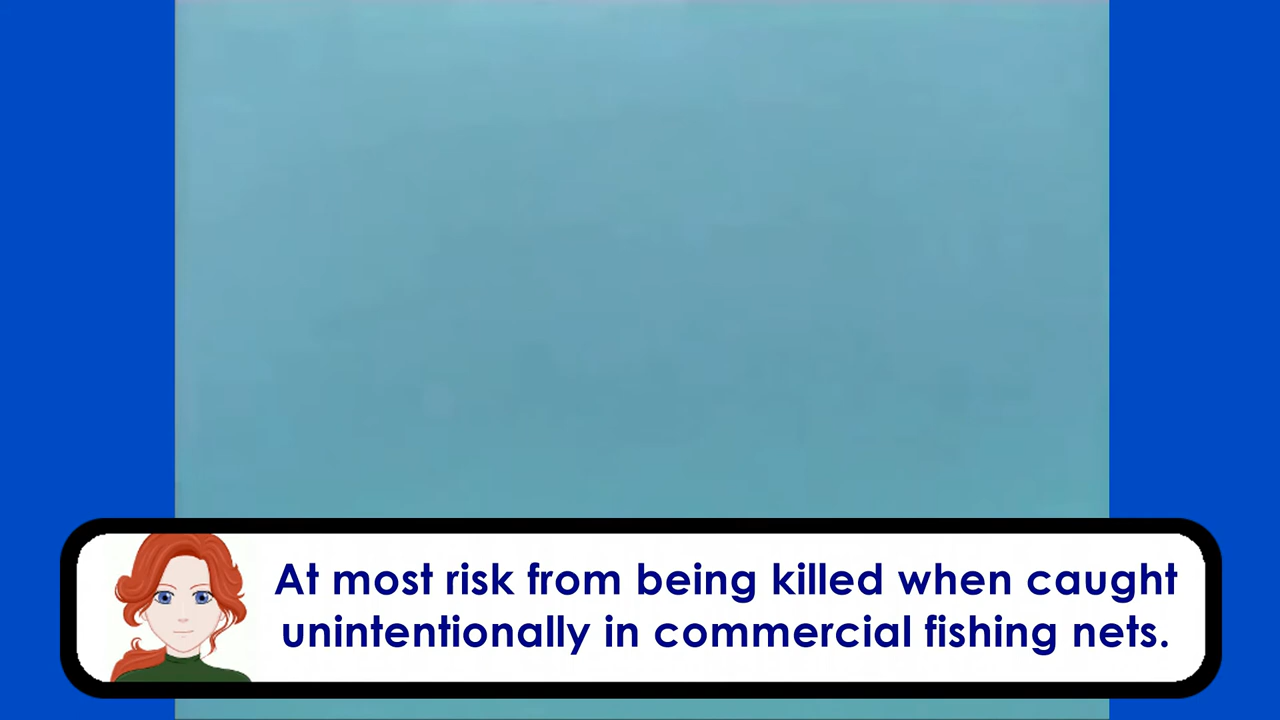 At most risk from being killed when caught
unintentionally in commercial fishing nets.